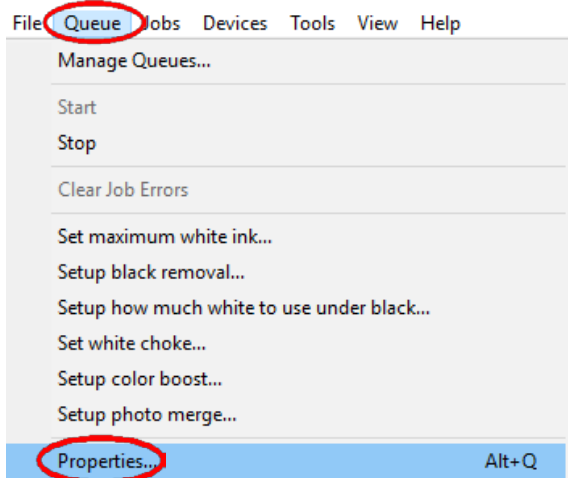 File Queue Jobs Devices Tools View Help
Manage Queues...
Start
Stop
Clear Job Errors
Set maximum white ink...
Setup black removal...
Setup how much white to use under black...
Set white choke...
Setup color boost...
Setup photo merge...
Properties... Alt+Q